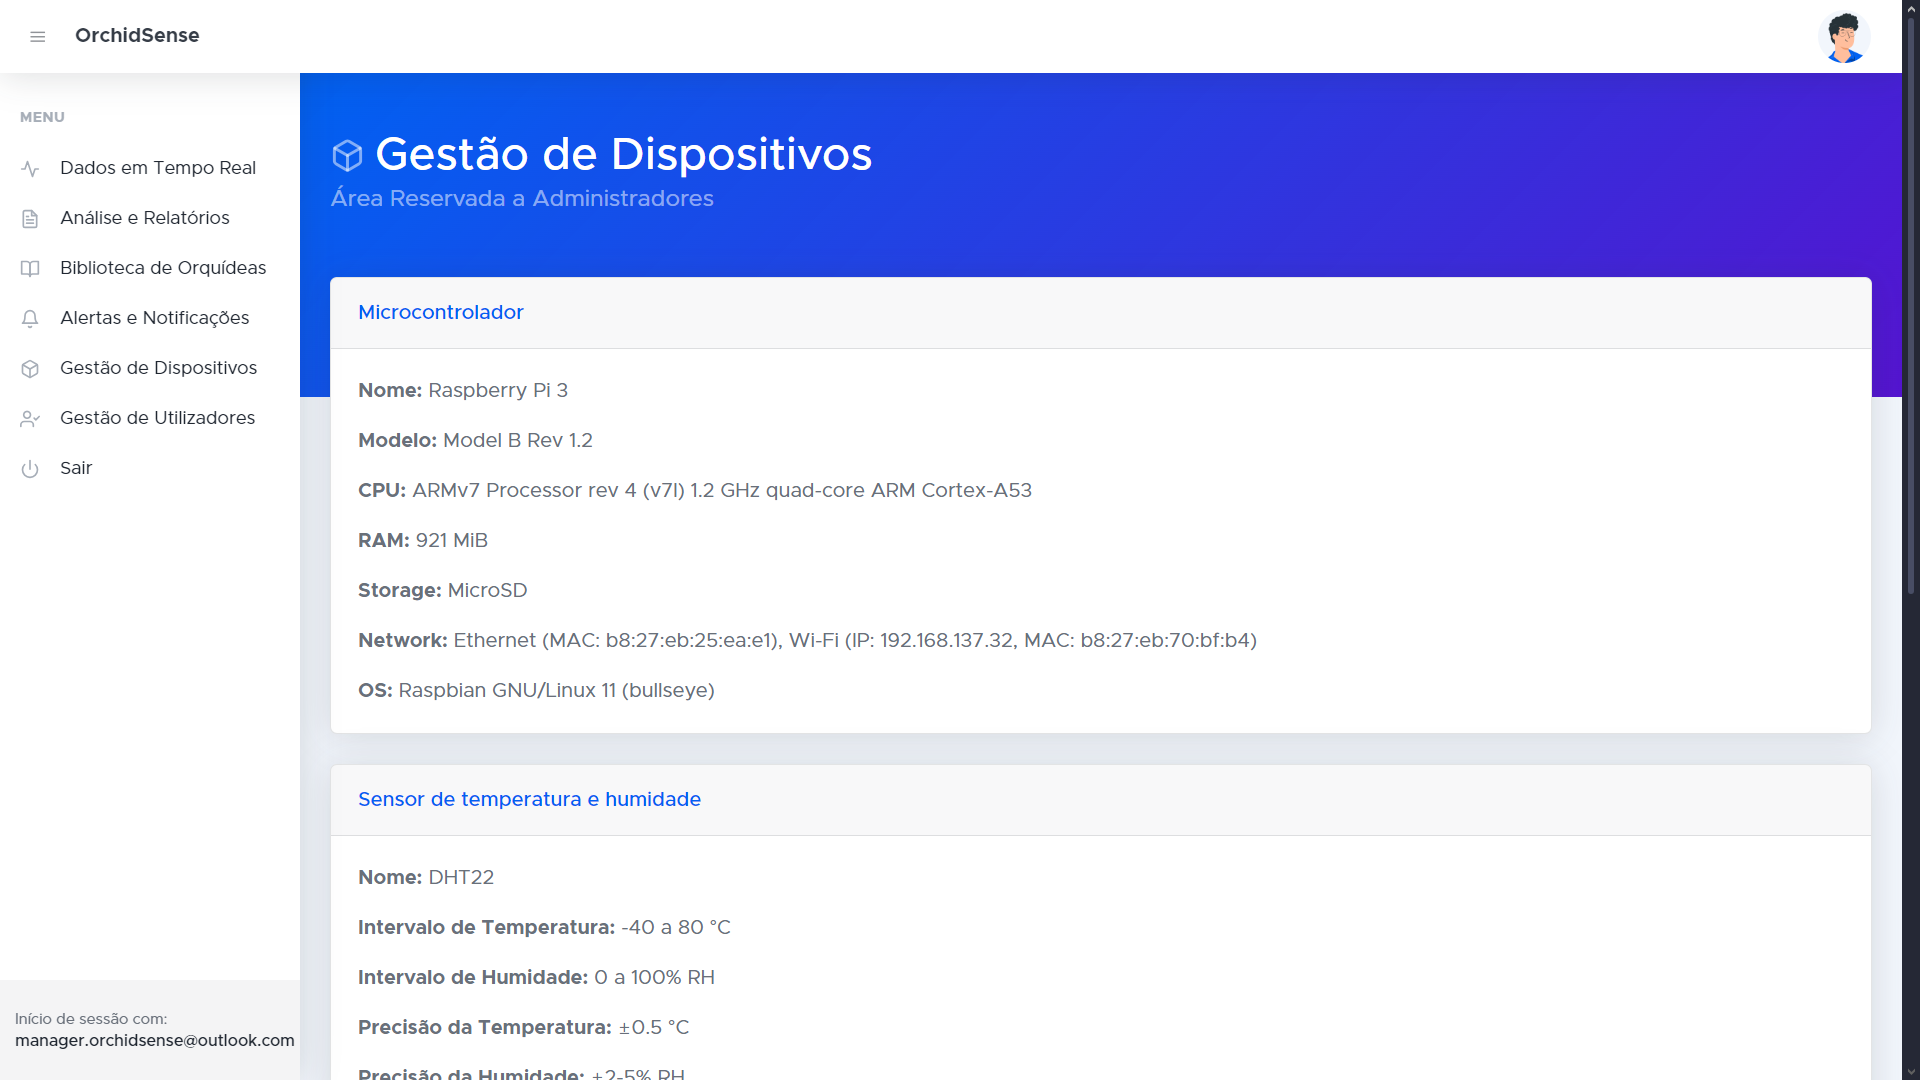 OrchidSense
MENU
Dados em Tempo Real
Análise e Relatórios
Biblioteca de Orquídeas
Alertas e Notificações
Gestão de Dispositivos
Gestão de Utilizadores
Sair
Início de sessão com:
manager.orchidsense@outlook.com
Gestão de Dispositivos
Área Reservada a Administradores
Microcontrolador
Nome: Raspberry Pi 3
Modelo: Model B Rev 1.2
CPU: ARMv7 Processor rev 4 (v7l) 1.2 GHz quad-core ARM Cortex-A53
RAM: 921 MiB
Storage: MicroSD
Network: Ethernet (MAC: b8:27:eb:25:ea:e1), Wi-Fi (IP: 192.168.137.32, MAC: b8:27:eb:70:bf:b4)
OS: Raspbian GNU/Linux 11 (bullseye)
Sensor de temperatura e humidade
Nome: DHT22
Intervalo de Temperatura: -40 a 80 °C
Intervalo de Humidade: 0 a 100% RH
Precisão da Temperatura: ±0.5 °C
Precisão da Humidade: ±2-5% RH